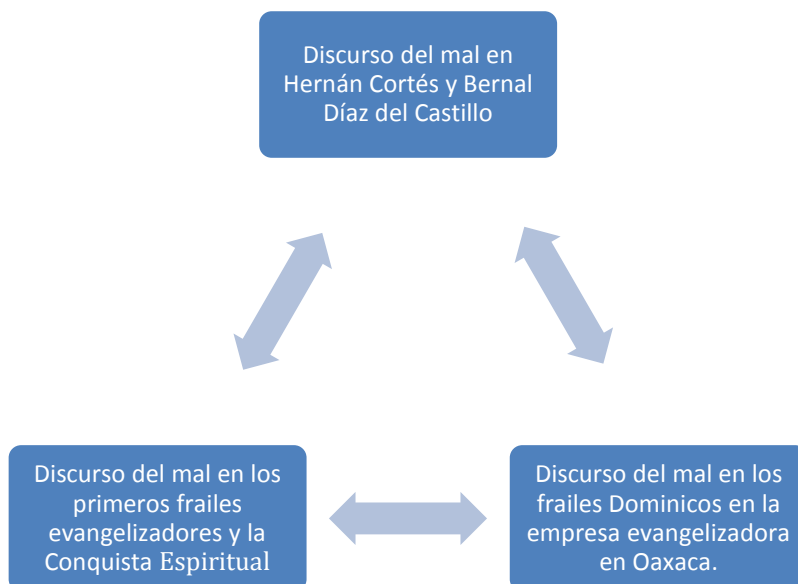 Discurso del mal en
Hernán Cortés y Bernal
Díaz del Castillo
Discurso del mal en los
primeros frailes
evangelizadores y la
Conquista Espiritual
Discurso del mal en los
frailes Dominicos en la
empresa evangelizadora
en Oaxaca.